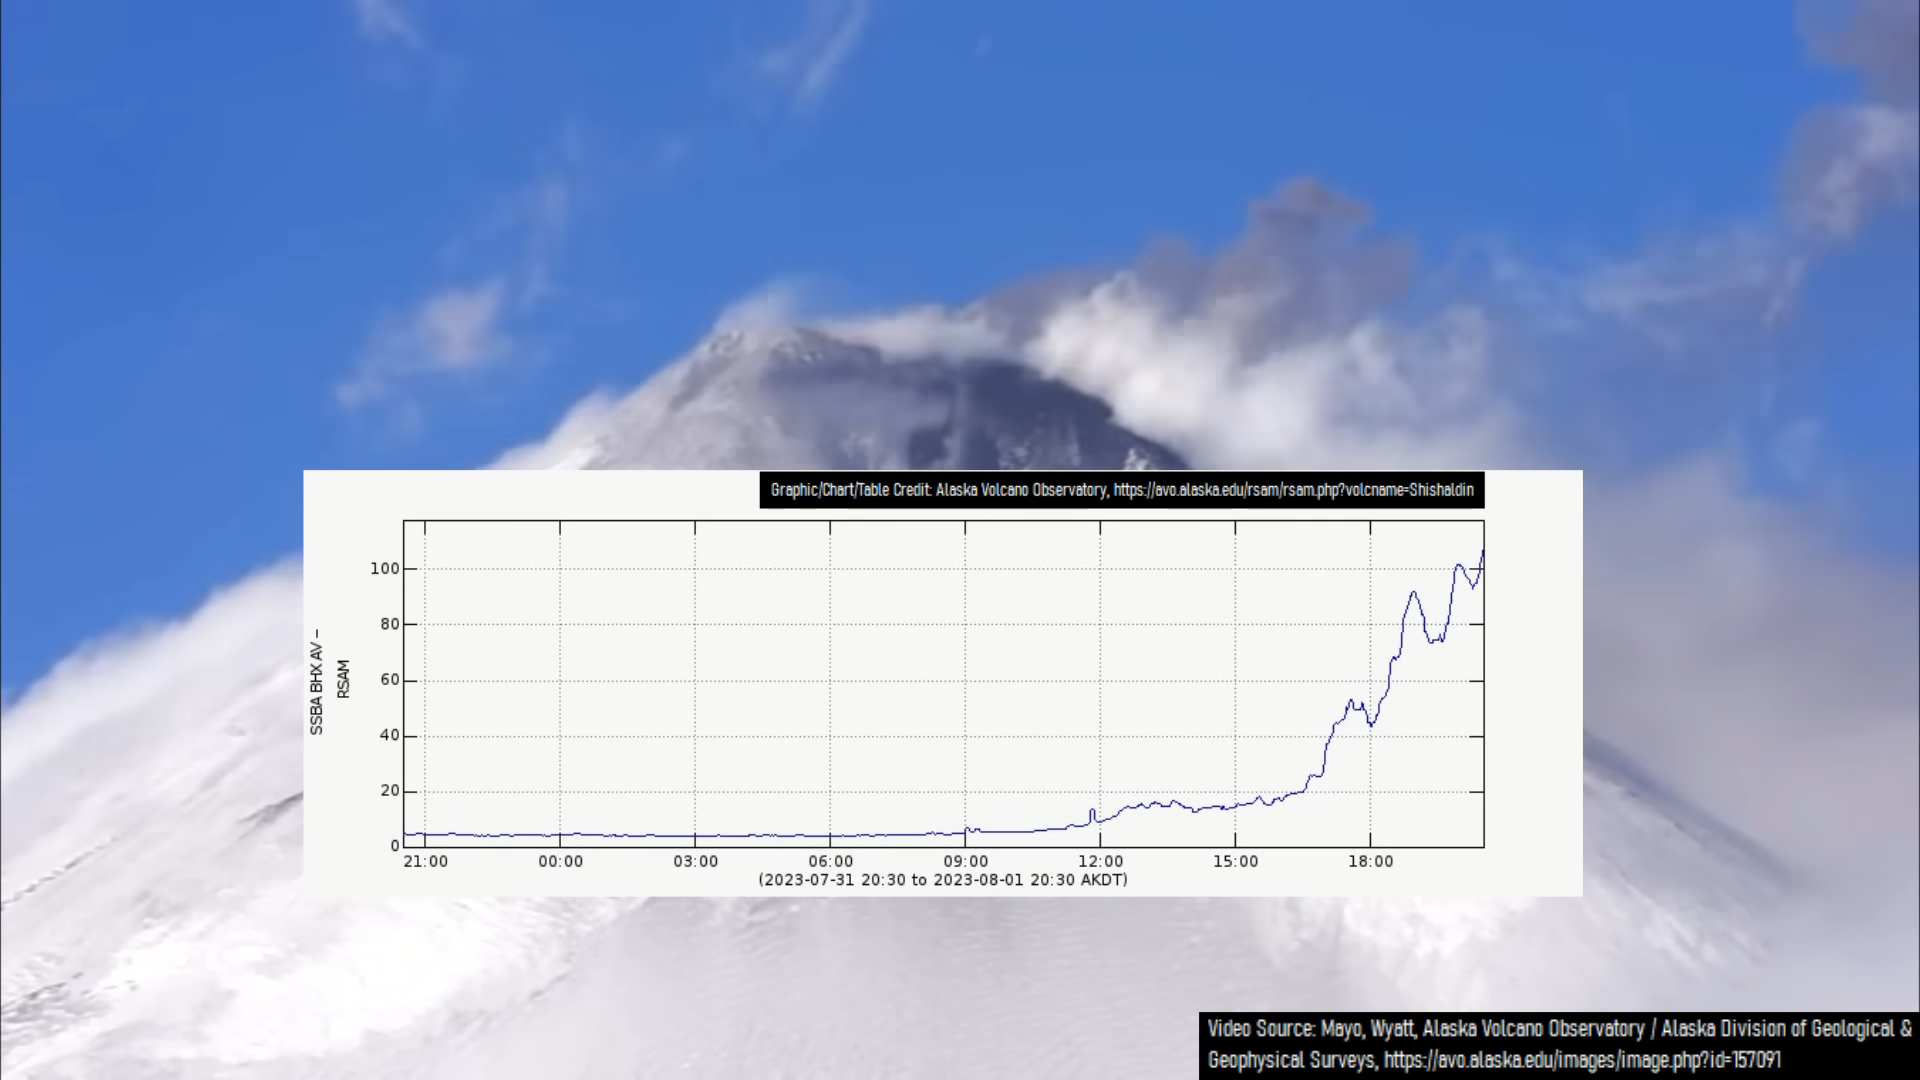 Graphic/Chart/Table Credit: Alaska Volcano Observatory, https://avo.alaska.edu/rsam/rsam.php?volcname=Shishaldin
SSBA BHX AV –
RSAM
100
80
60
40
20
0
21:00 00:00 03:00 06:00 09:00 12:00 15:00 18:00
(2023-07-31 20:30 to 2023-08-01 20:30 AKDT)
Video Source: Mayo, Wyatt, Alaska Volcano Observatory / Alaska Division of Geological &
Geophysical Surveys, https://avo.alaska.edu/images/image.php?id=157091